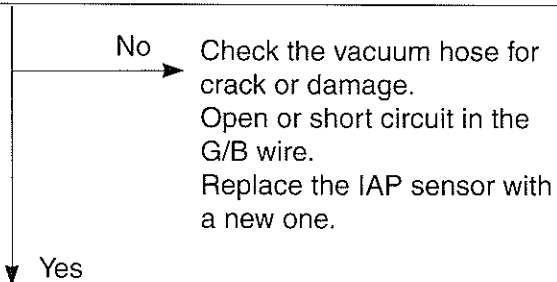 No
Check the vacuum hose for
crack or damage.
Open or short circuit in the
G/B wire.
Replace the IAP sensor with
a new one.
Yes